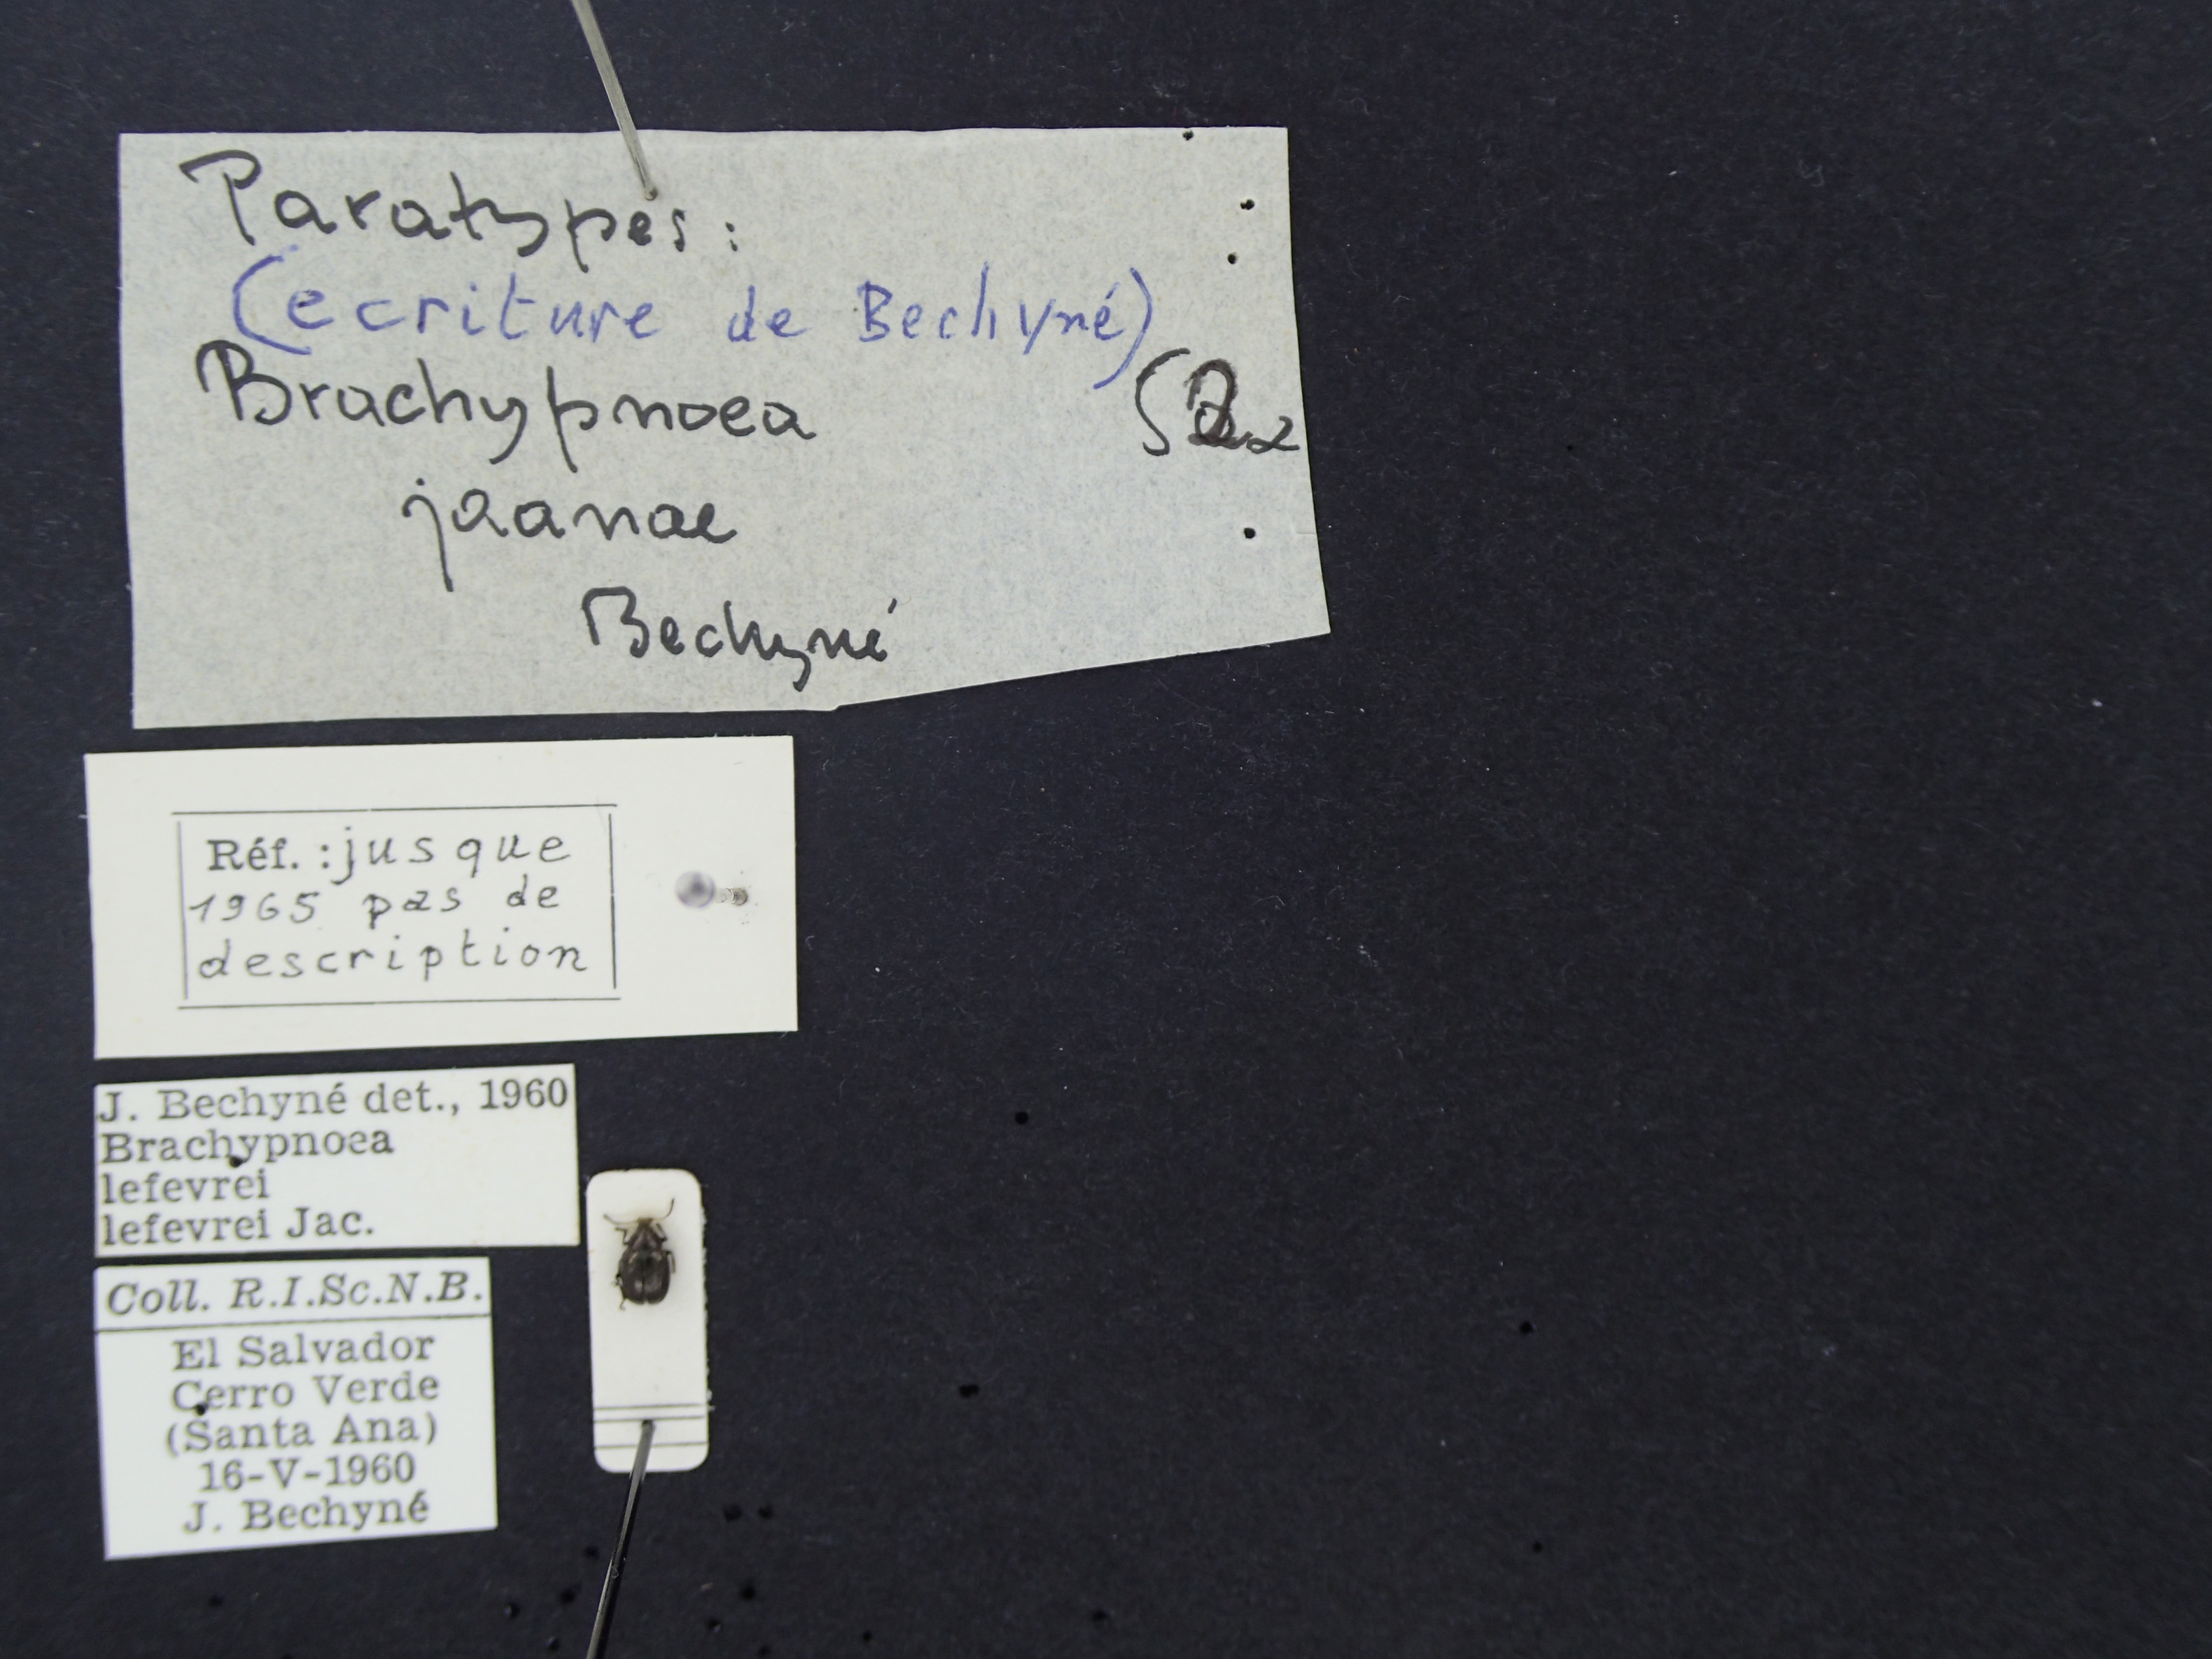 Paratypes:
(ecriture de Bechyné)
Brachypnoea
jaanae
Bechyné
Réf. : jusque
1965 pas de
description
J. Bechyné det., 1960
Brachypnoea
lefevrei
lefevrei Jac.
Coll. R.I.Sc.N.B.
El Salvador
Cerro Verde
(Santa Ana)
16-V-1960
J. Bechyné